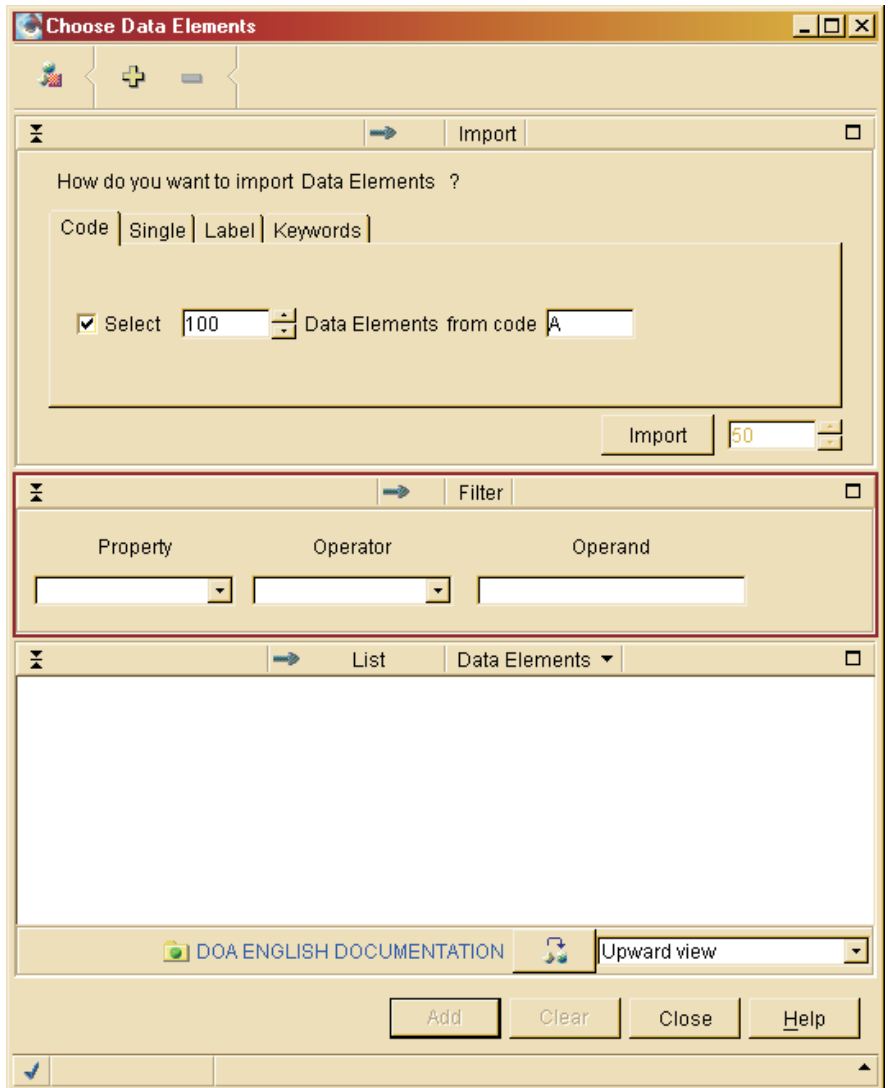 Choose Data Elements
Import
How do you want to import Data Elements ?
Code Single Label Keywords
Select 100 Data Elements from code A
Import 50
Filter
Property Operator Operand
List Data Elements
DOA ENGLISH DOCUMENTATION Upward view
Add Clear Close Help